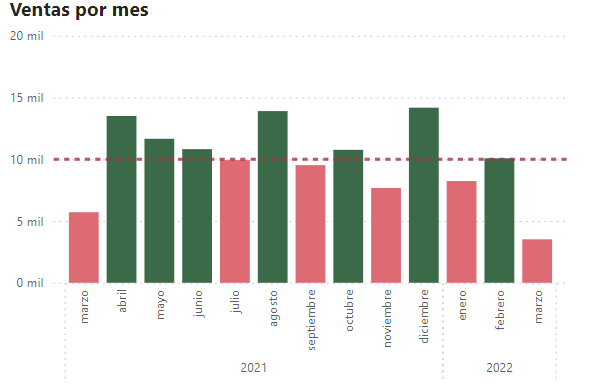 Ventas por mes
20 mil
15 mil
10 mil
5 mil
0 mil
marzo
abril
mayo
junio
julio
agosto
septiembre
octubre
noviembre
diciembre
enero
febrero
marzo
2021
2022